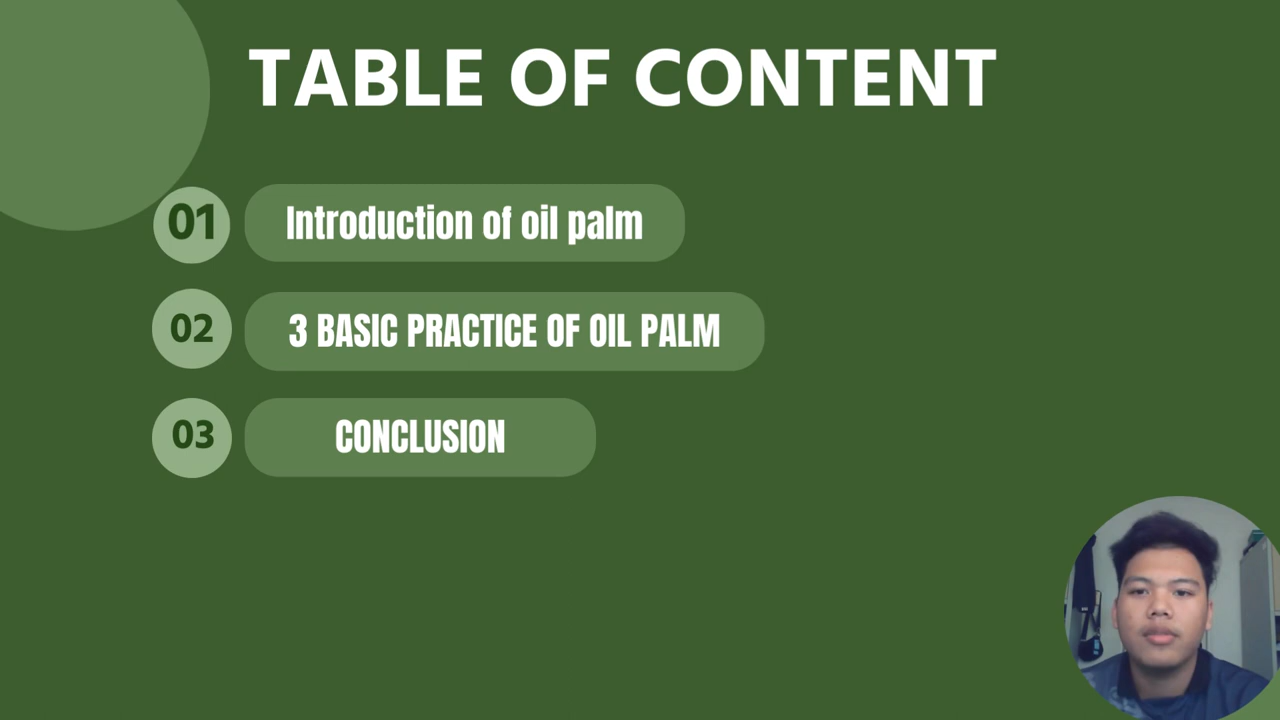 TABLE OF CONTENT
01 Introduction of oil palm
02 3 BASIC PRACTICE OF OIL PALM
03 CONCLUSION